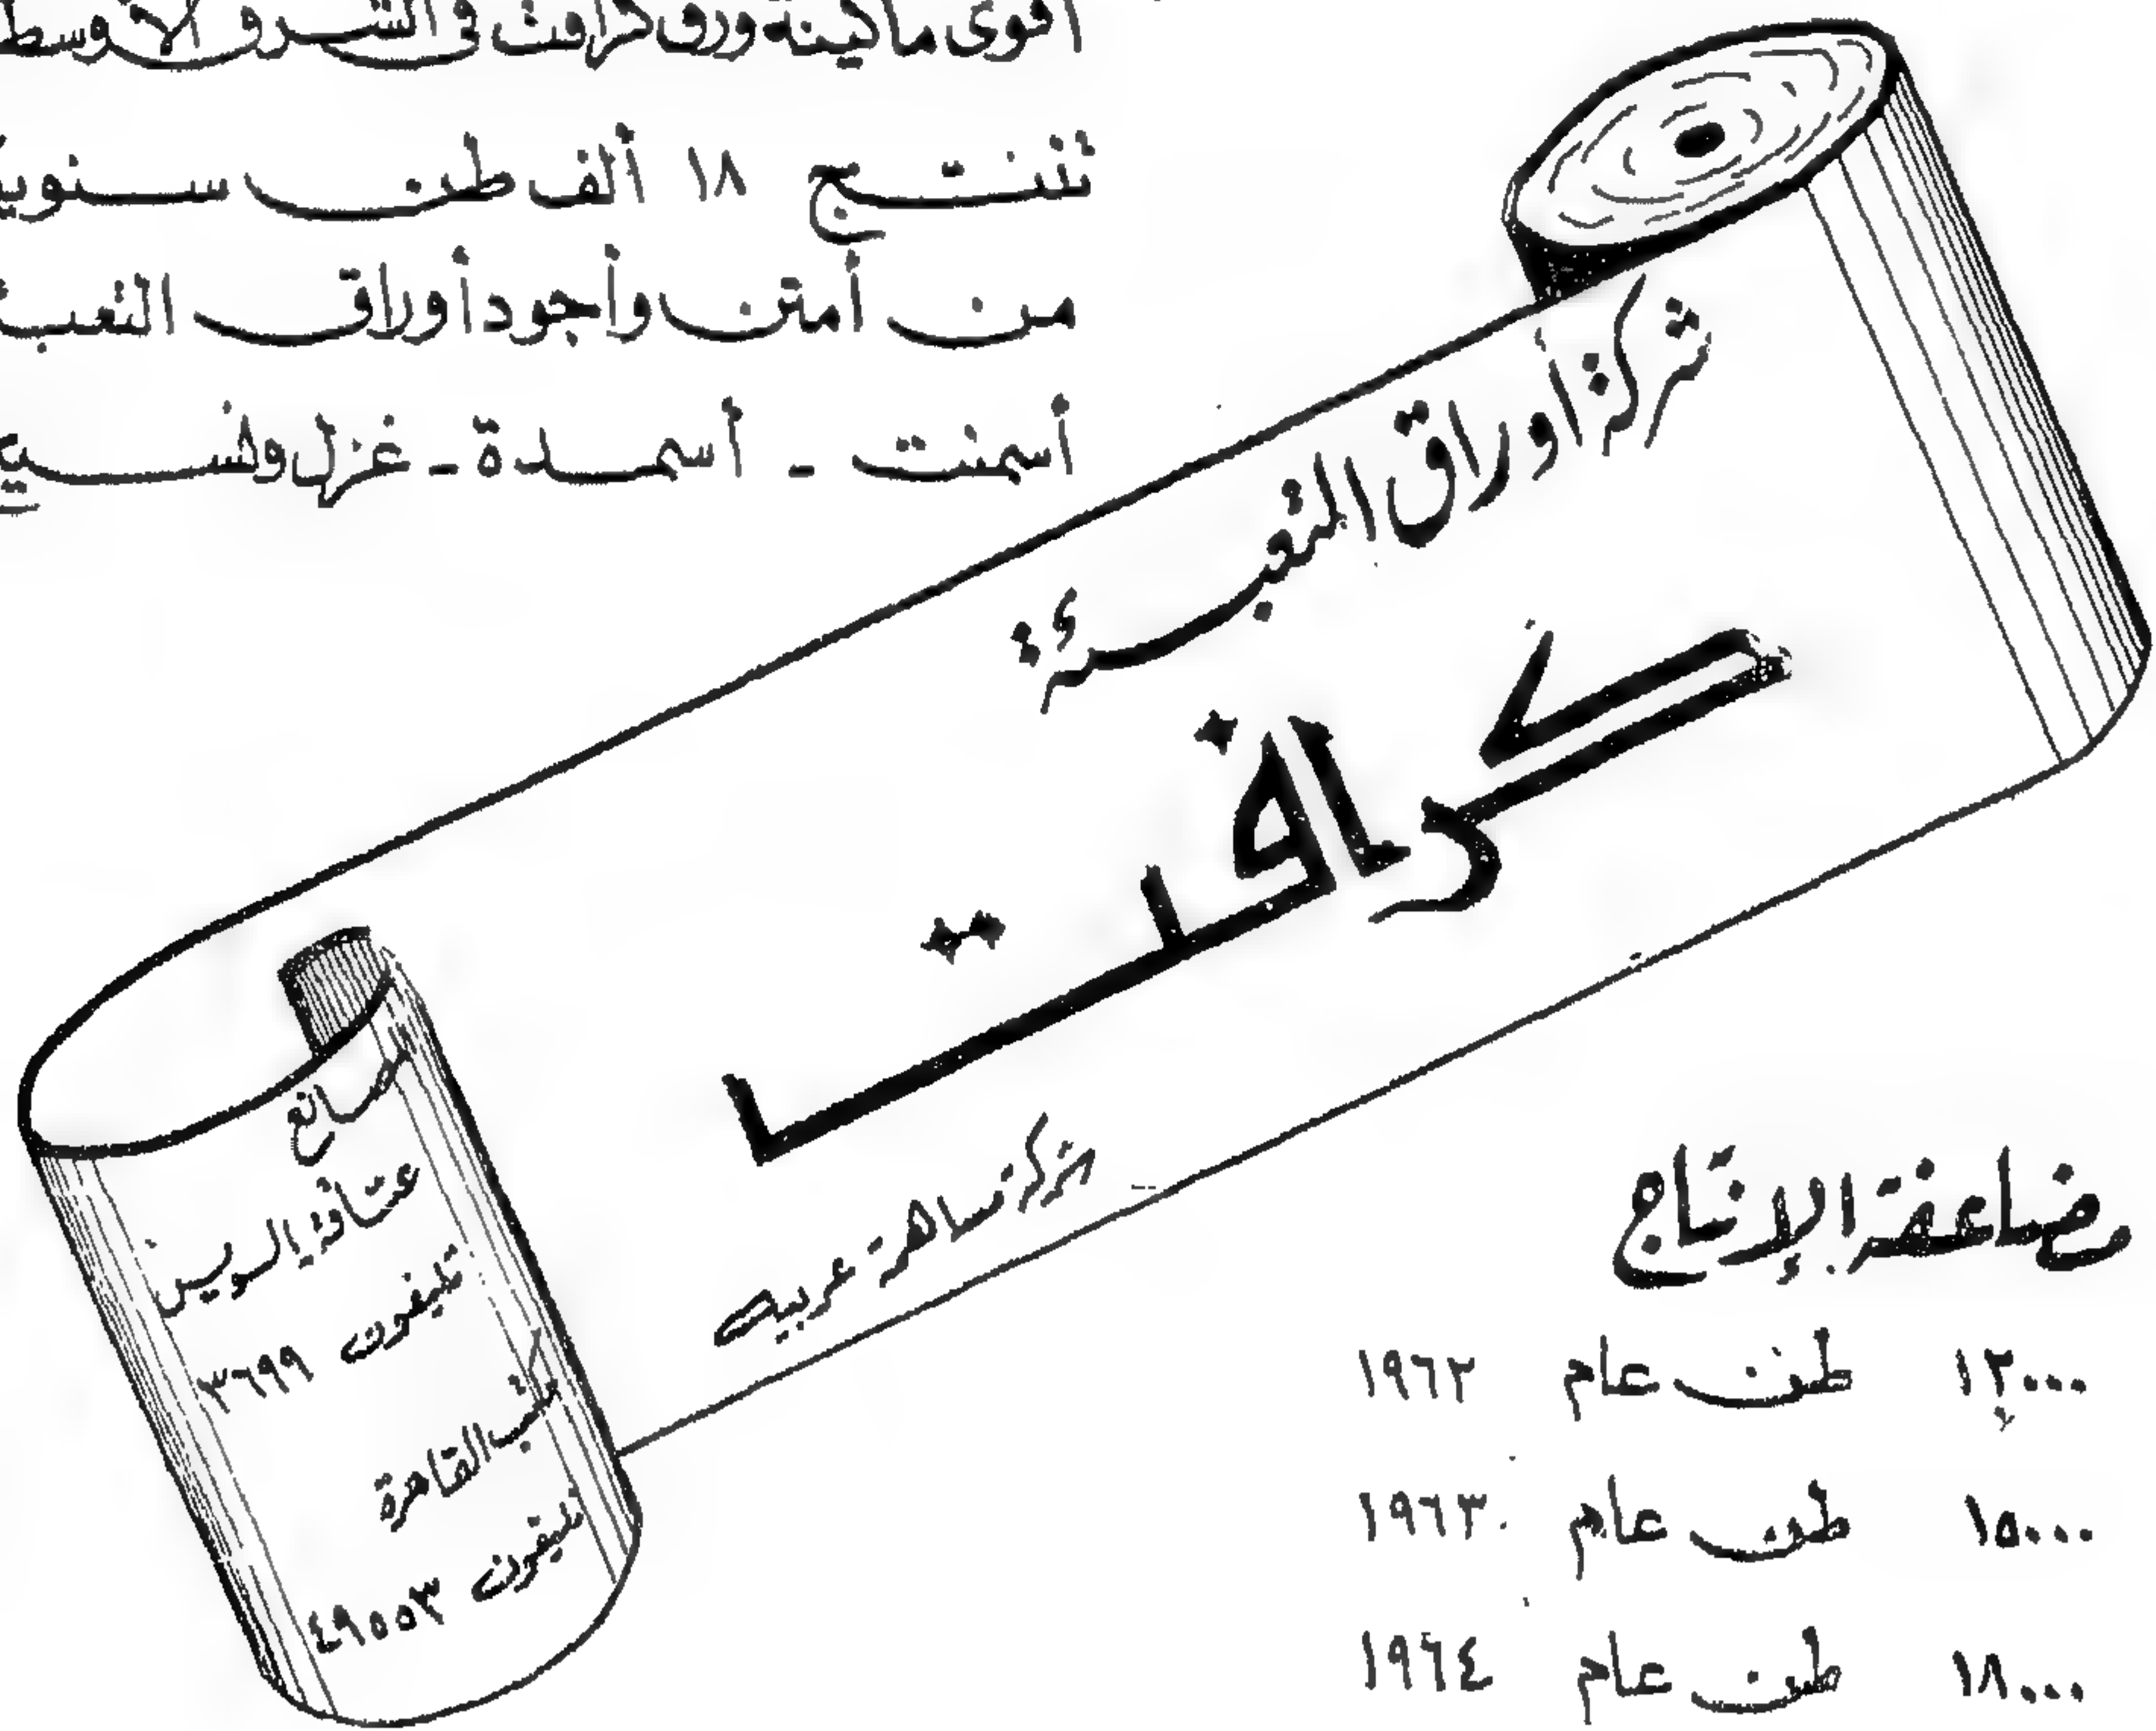 أقوى ماكينة ورق كرافت فى الشرق الأوسط
تنتج ١٨ ألف طن سنويا
من أمتن وأجود أوراق التعبئة
أسمنت - أسمدة - غزل ونسيج
شركة أوراق التعبئة
كرافت
شركة مساهمة عربية
مصانع
عتاقة السويس
تليفون ٣٦٩٩
مكتب القاهرة
تليفون ٤٩٥٥٣
مضاعفة الإنتاج
١٢٠٠٠ طن عام ١٩٦٢
١٥٠٠٠ طن عام ١٩٦٣
١٨٠٠٠ طن عام ١٩٦٤